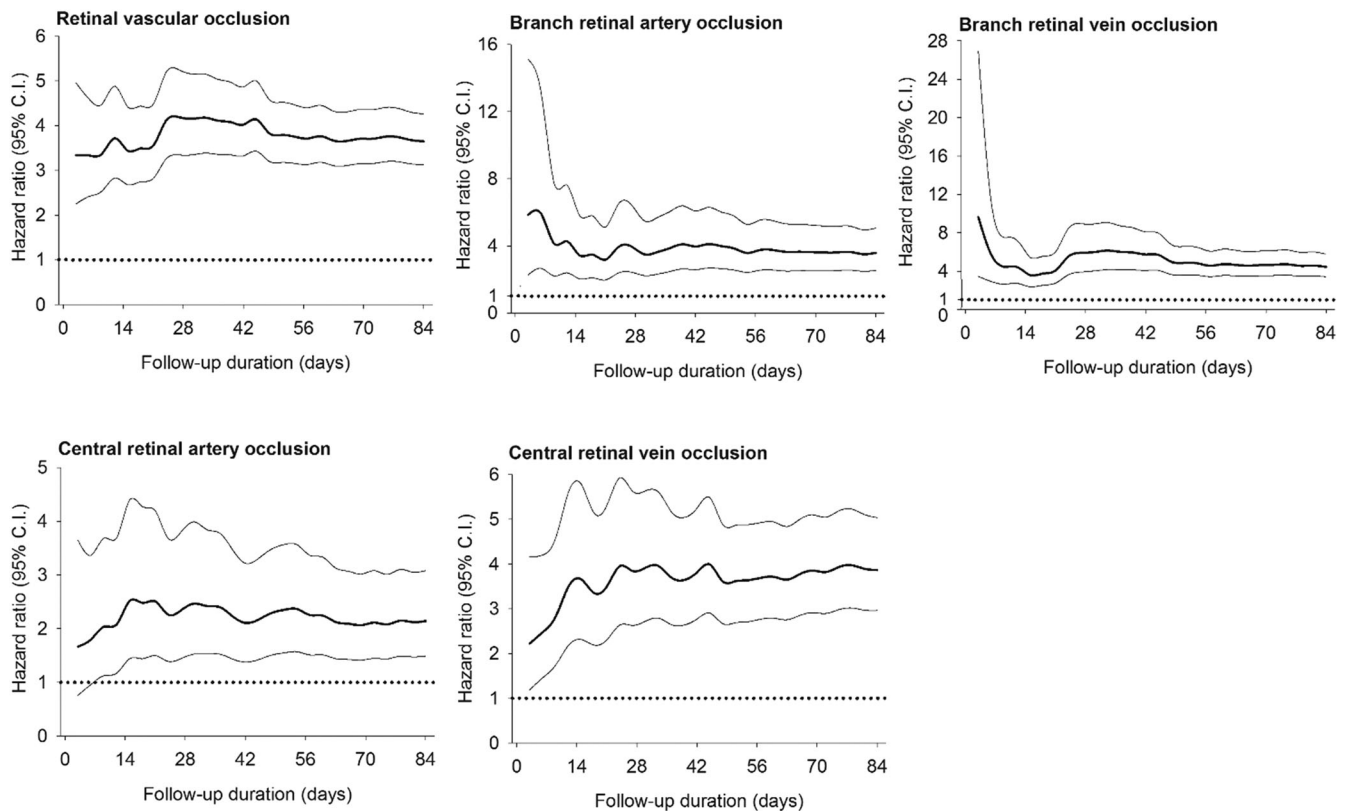 Retinal vascular occlusion
Hazard ratio (95% C.I.)
6
5
4
3
2
1
0
0 14 28 42 56 70 84
Follow-up duration (days)
Branch retinal artery occlusion
Hazard ratio (95% C.I.)
16
12
8
4
1
0
0 14 28 42 56 70 84
Follow-up duration (days)
Branch retinal vein occlusion
Hazard ratio (95% C.I.)
28
24
20
16
12
8
4
1
0
0 14 28 42 56 70 84
Follow-up duration (days)
Central retinal artery occlusion
Hazard ratio (95% C.I.)
5
4
3
2
1
0
0 14 28 42 56 70 84
Follow-up duration (days)
Central retinal vein occlusion
Hazard ratio (95% C.I.)
6
5
4
3
2
1
0
0 14 28 42 56 70 84
Follow-up duration (days)